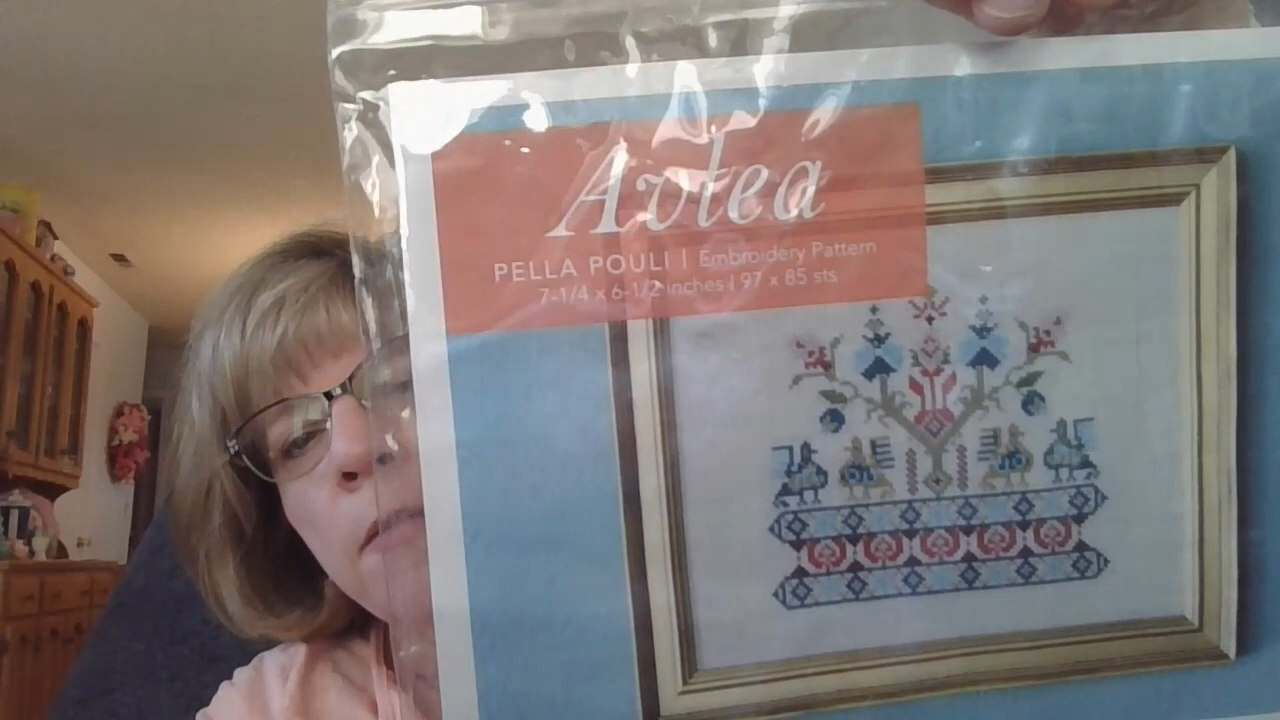 Avlea
PELLA POULI | Embroidery Pattern
7-1/4 x 6-1/2 inches | 97 x 85 sts